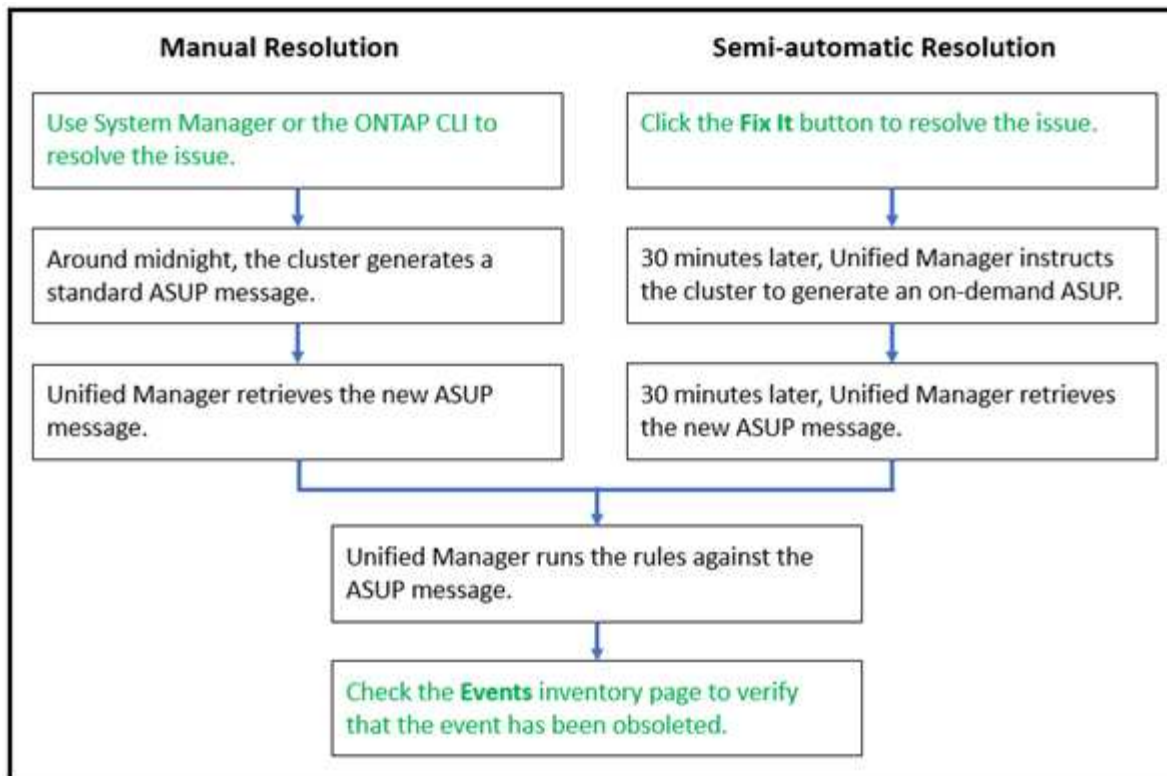 Manual Resolution
Use System Manager or the ONTAP CLI to
resolve the issue.
Around midnight, the cluster generates a
standard ASUP message.
Unified Manager retrieves the new ASUP
message.
Semi-automatic Resolution
Click the Fix It button to resolve the issue.
30 minutes later, Unified Manager instructs
the cluster to generate an on-demand ASUP.
30 minutes later, Unified Manager retrieves
the new ASUP message.
Unified Manager runs the rules against the
ASUP message.
Check the Events inventory page to verify
that the event has been obsoleted.